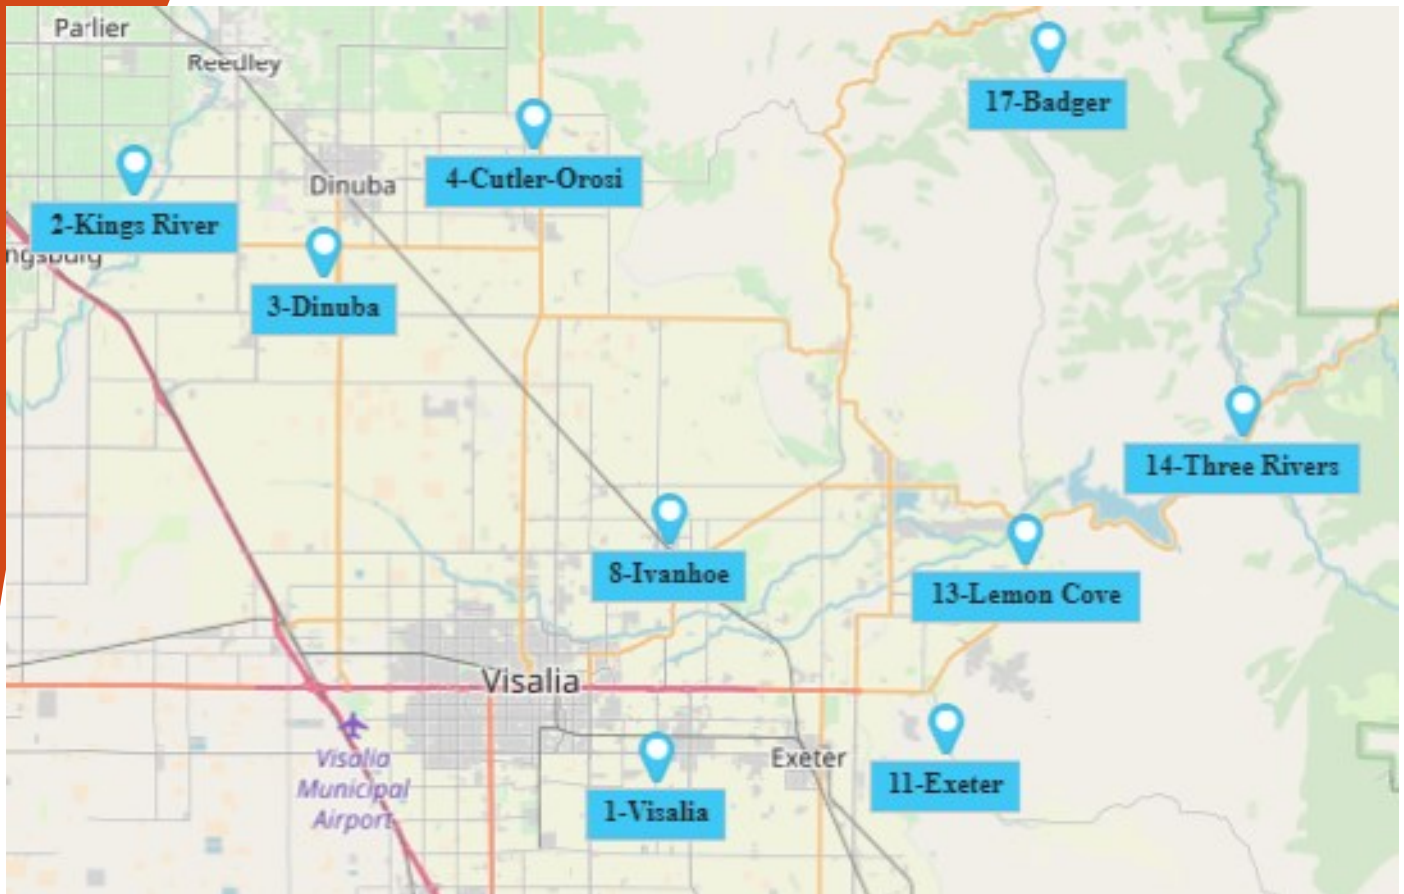 Parlier
Reedley
17-Badger
4-Cutler-Orosi
Dinuba
2-Kings River
ngsburg
3-Dinuba
14-Three Rivers
8-Ivanhoe
13-Lemon Cove
Visalia
Visalia
Municipal
Airport
Exeter
11-Exeter
1-Visalia